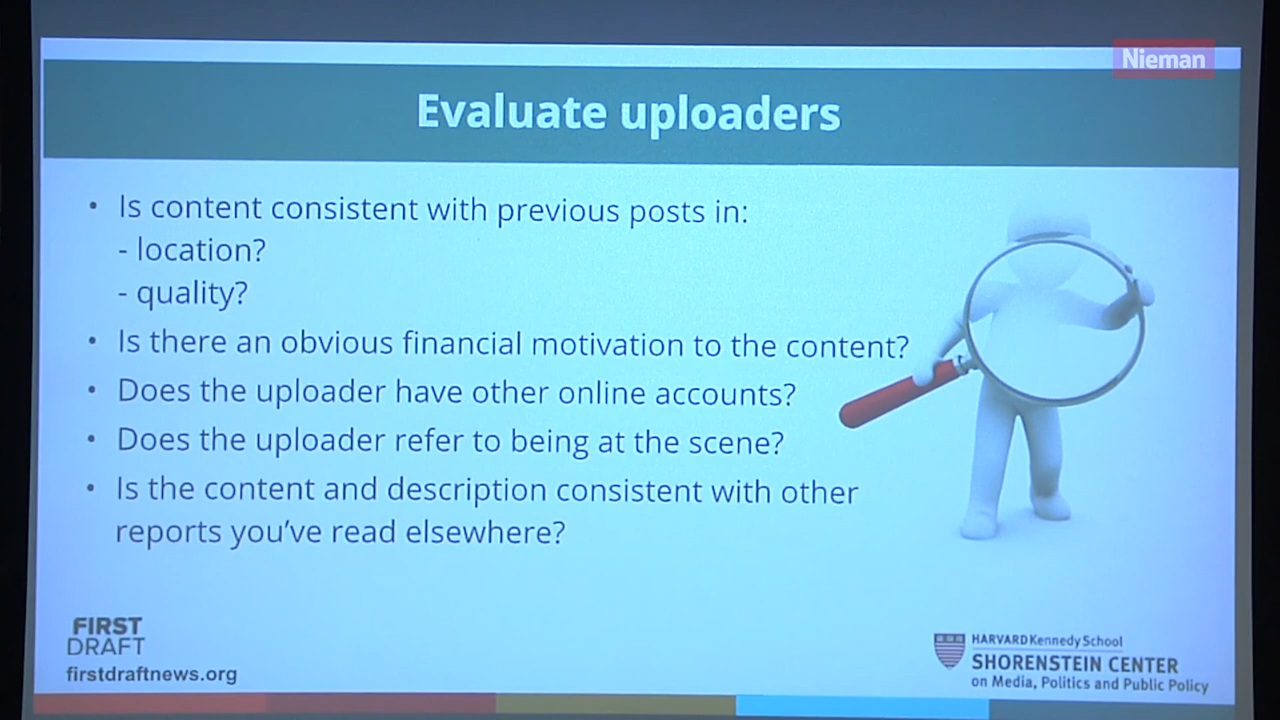 Nieman
Evaluate uploaders
• Is content consistent with previous posts in:
- location?
- quality?
• Is there an obvious financial motivation to the content?
• Does the uploader have other online accounts?
• Does the uploader refer to being at the scene?
• Is the content and description consistent with other
reports you've read elsewhere?
FIRST
DRAFT
firstdraftnews.org
HARVARD Kennedy School
SHORENSTEIN CENTER
on Media, Politics and Public Policy